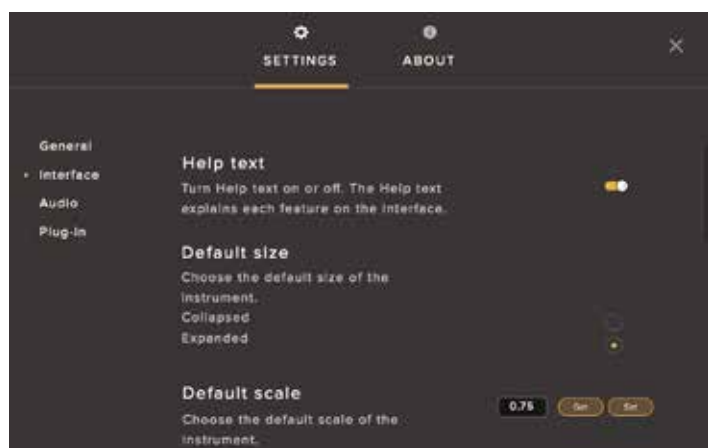 SETTINGS
ABOUT
General
Interface
Audio
Plug-in
Help text
Turn Help text on or off. The Help text
explains each feature on the interface.
Default size
Choose the default size of the
instrument.
Collapsed
Expanded
Default scale
0.75
Choose the default scale of the
instrument.